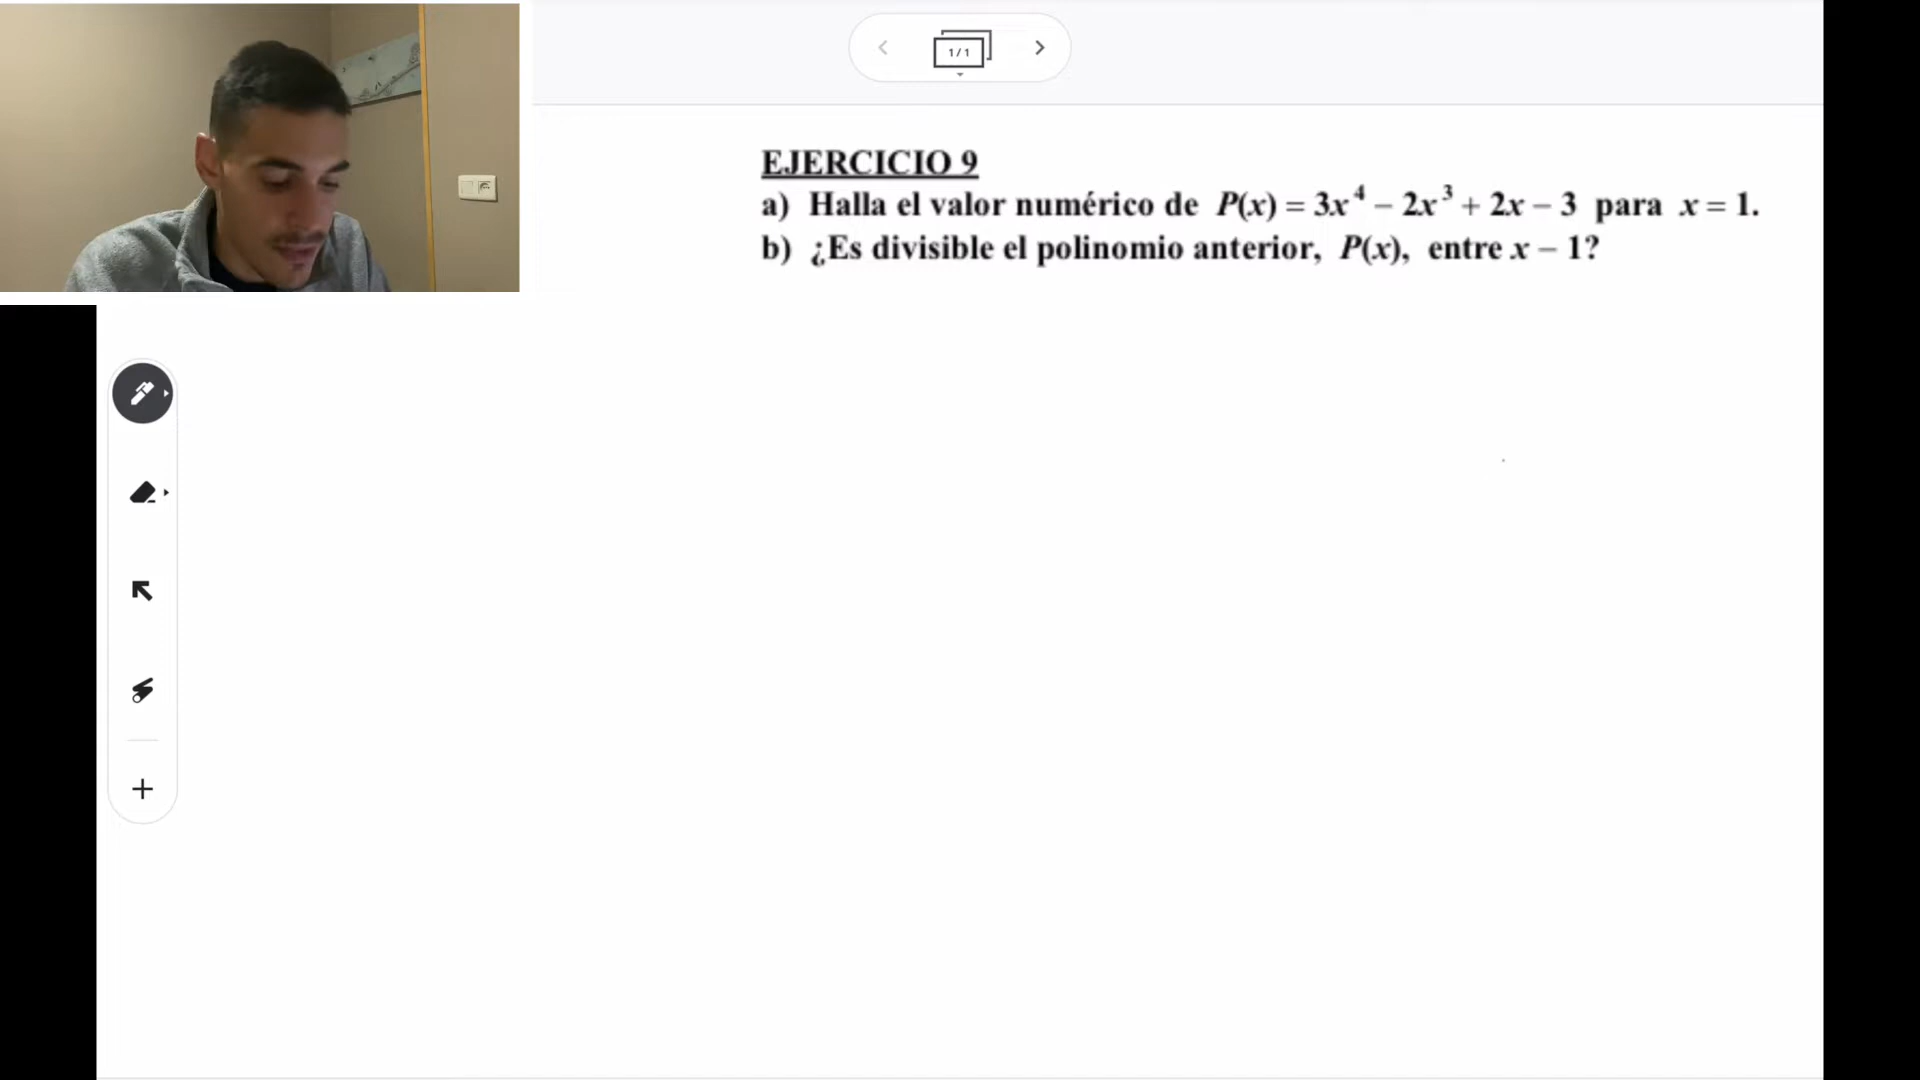 1/1
EJERCICIO 9
a) Halla el valor numérico de P(x) = 3x⁴ – 2x³ + 2x – 3 para x = 1.
b) ¿Es divisible el polinomio anterior, P(x), entre x – 1?